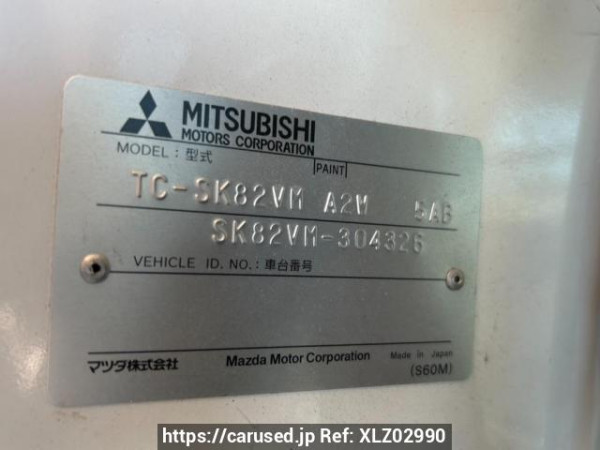 MITSUBISHI
MOTORS CORPORATION
MODEL：型式
PAINT
TC-SK82VM A2W 5AB
SK82VM-304326
VEHICLE ID. NO.：車台番号
マツダ株式会社 Mazda Motor Corporation Made in Japan
(S60M)
https://carused.jp Ref: XLZ02990